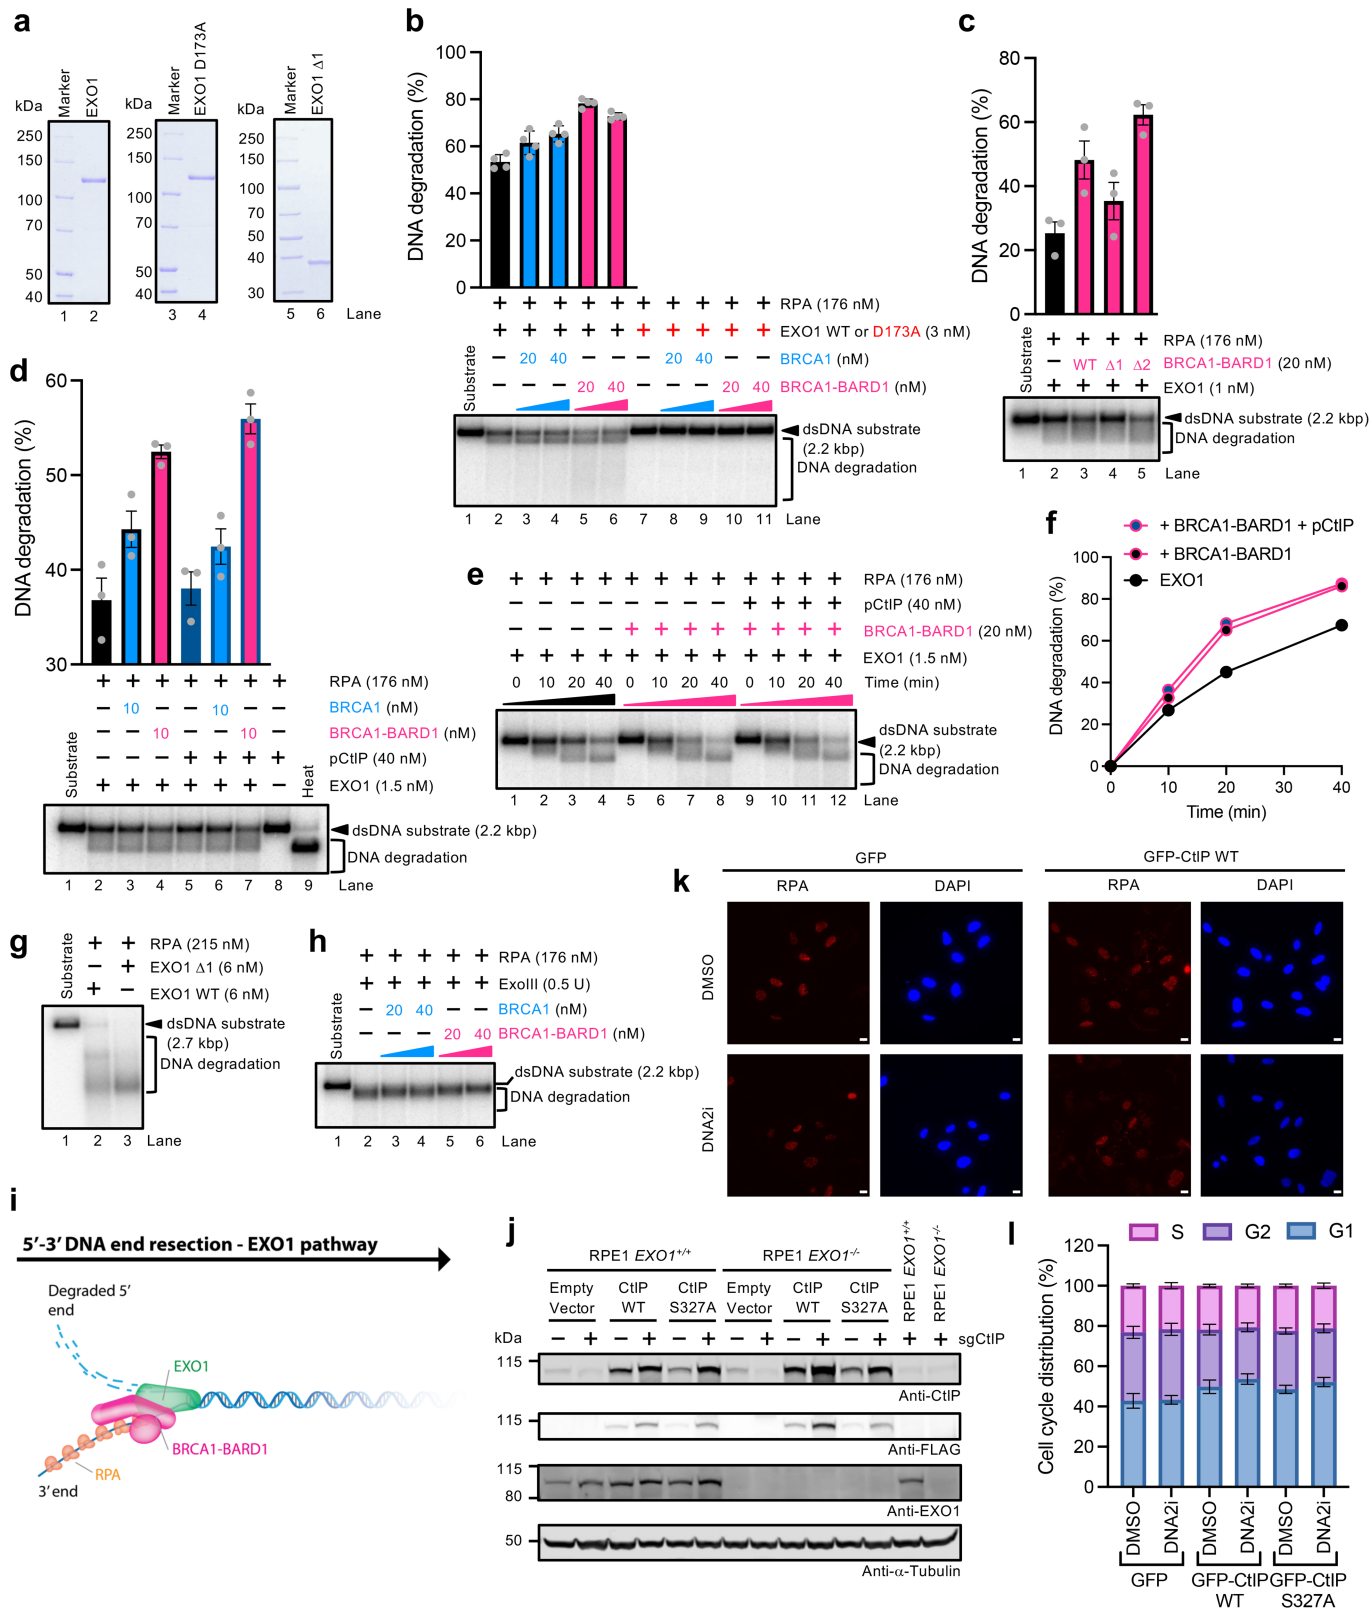 a
kDa
Marker
EXO1
250
150
100
70
50
40
1
2
kDa
Marker
EXO1 D173A
250
150
100
70
50
40
3
4
kDa
Marker
EXO1 Δ1
250
150
100
70
50
40
30
5
6
Lane
b
DNA degradation (%)
100
80
60
40
20
0
+ + + + + + + + + + RPA (176 nM)
+ + + + + + + + + + EXO1 WT or D173A (3 nM)
− 20 40 − − − 20 40 − − BRCA1 (nM)
− − − 20 40 − − − 20 40 BRCA1-BARD1 (nM)
Substrate
dsDNA substrate
(2.2 kbp)
DNA degradation
1 2 3 4 5 6 7 8 9 10 11 Lane
c
DNA degradation (%)
80
60
40
20
0
+ + + + RPA (176 nM)
− WT Δ1 Δ2 BRCA1-BARD1 (20 nM)
+ + + + EXO1 (1 nM)
Substrate
dsDNA substrate (2.2 kbp)
DNA degradation
1 2 3 4 5 Lane
d
DNA degradation (%)
60
50
40
30
+ + + + + + + RPA (176 nM)
− 10 − − 10 − − BRCA1 (nM)
− − 10 − − 10 − BRCA1-BARD1 (nM)
− − − + + + + pCtIP (40 nM)
+ + + + + + − EXO1 (1.5 nM)
Substrate
Heat
dsDNA substrate (2.2 kbp)
DNA degradation
1 2 3 4 5 6 7 8 9 Lane
e
+ + + + + + + + + + + + RPA (176 nM)
− − − − − − − − + + + + pCtIP (40 nM)
− − − − + + + + + + + + BRCA1-BARD1 (20 nM)
+ + + + + + + + + + + + EXO1 (1.5 nM)
0 10 20 40 0 10 20 40 0 10 20 40 Time (min)
dsDNA substrate
(2.2 kbp)
DNA degradation
1 2 3 4 5 6 7 8 9 10 11 12 Lane
f
+ BRCA1-BARD1 + pCtIP
+ BRCA1-BARD1
EXO1
DNA degradation (%)
100
80
60
40
20
0
0 10 20 30 40
Time (min)
g
Substrate
+ + RPA (215 nM)
− + EXO1 Δ1 (6 nM)
+ − EXO1 WT (6 nM)
dsDNA substrate
(2.7 kbp)
DNA degradation
1 2 3 Lane
h
Substrate
+ + + + + RPA (176 nM)
+ + + + + ExoIII (0.5 U)
− 20 40 − − BRCA1 (nM)
− − − 20 40 BRCA1-BARD1 (nM)
dsDNA substrate (2.2 kbp)
DNA degradation
1 2 3 4 5 6 Lane
i
5′-3′ DNA end resection - EXO1 pathway
Degraded 5′
end
EXO1
BRCA1-BARD1
RPA
3′ end
j
RPE1 EXO1+/+
RPE1 EXO1-/-
RPE1 EXO1+/+
RPE1 EXO1-/-
Empty
Vector
CtIP
WT
CtIP
S327A
Empty
Vector
CtIP
WT
CtIP
S327A
kDa
− + − + − + − + − + − + + + sgCtIP
115
Anti-CtIP
115
Anti-FLAG
115
80
Anti-EXO1
50
Anti-α-Tubulin
k
GFP
GFP-CtIP WT
RPA
DAPI
RPA
DAPI
DMSO
DNA2i
l
S
G2
G1
Cell cycle distribution (%)
120
100
80
60
40
20
0
DMSO
DNA2i
DMSO
DNA2i
DMSO
DNA2i
GFP
GFP-CtIP
WT
GFP-CtIP
S327A